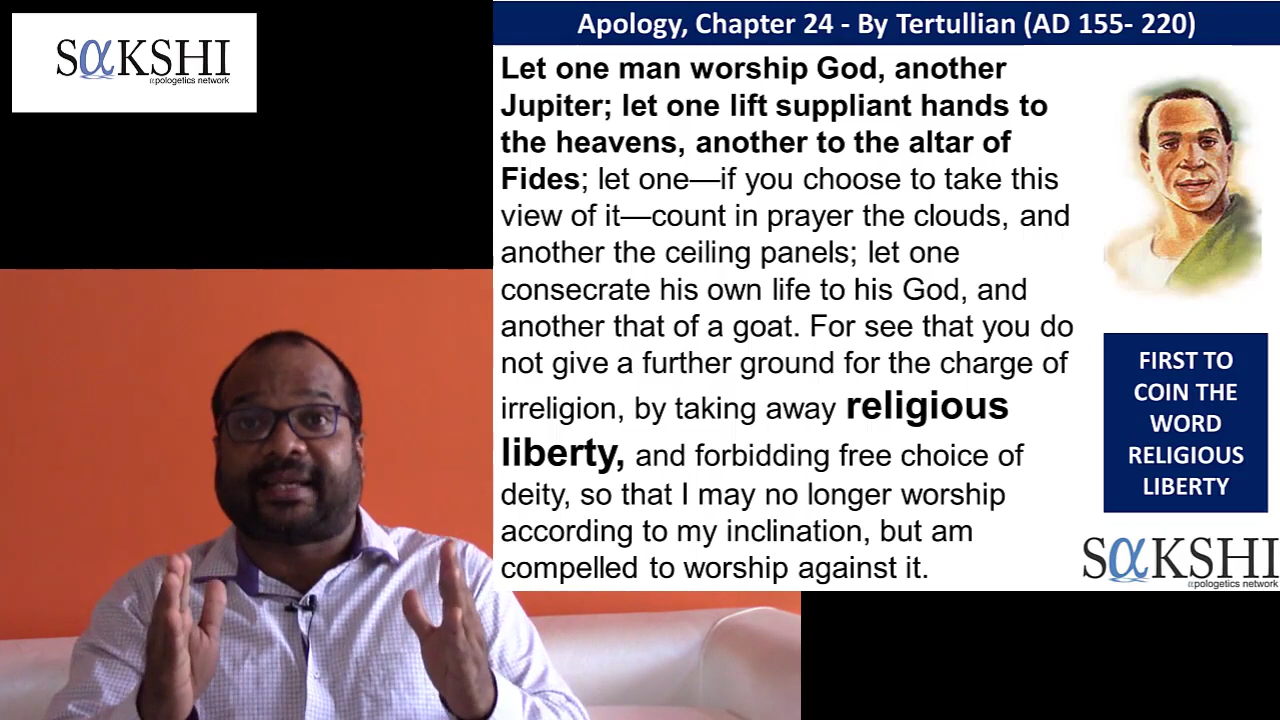 SαKSHI
αpologetics network
Apology, Chapter 24 - By Tertullian (AD 155- 220)
Let one man worship God, another
Jupiter; let one lift suppliant hands to
the heavens, another to the altar of
Fides; let one—if you choose to take this
view of it—count in prayer the clouds, and
another the ceiling panels; let one
consecrate his own life to his God, and
another that of a goat. For see that you do
not give a further ground for the charge of
irreligion, by taking away religious
liberty, and forbidding free choice of
deity, so that I may no longer worship
according to my inclination, but am
compelled to worship against it.
FIRST TO
COIN THE
WORD
RELIGIOUS
LIBERTY
SαKSHI
αpologetics network